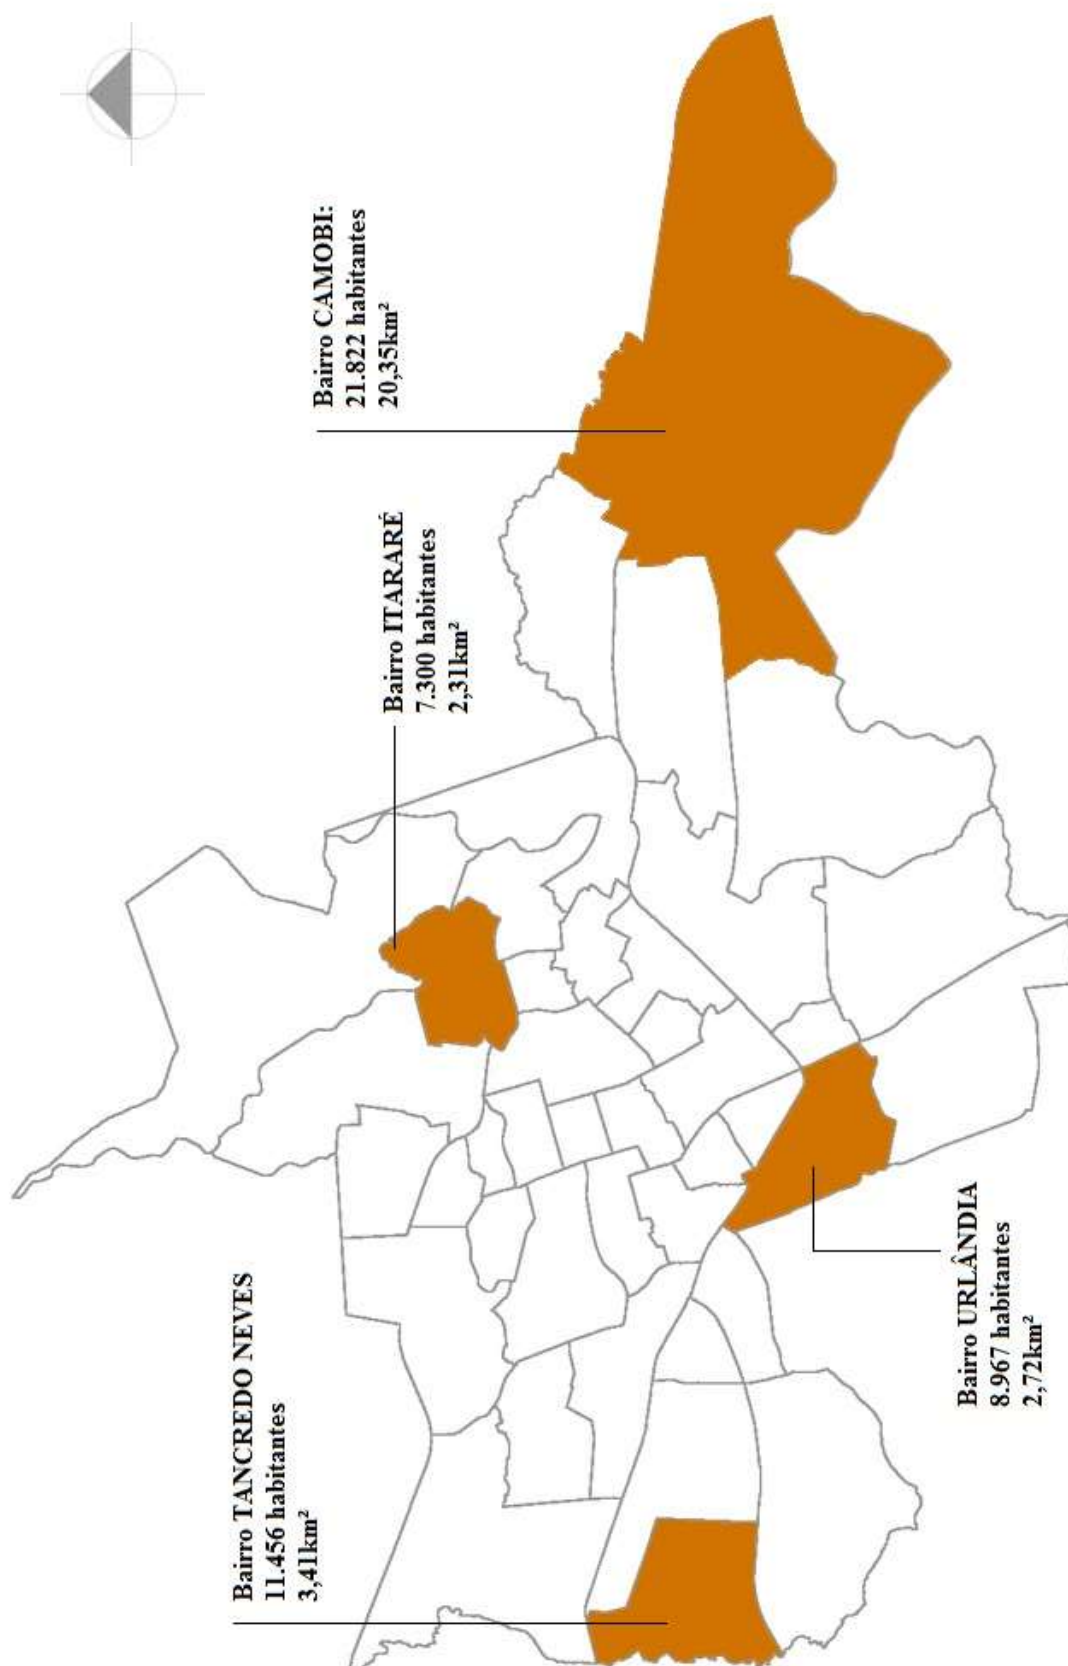 Bairro TANCREDO NEVES
11.456 habitantes
3,41km²
Bairro ITARARÉ
7.300 habitantes
2,31km²
Bairro CAMOBI:
21.822 habitantes
20,35km²
Bairro URLÂNDIA
8.967 habitantes
2,72km²